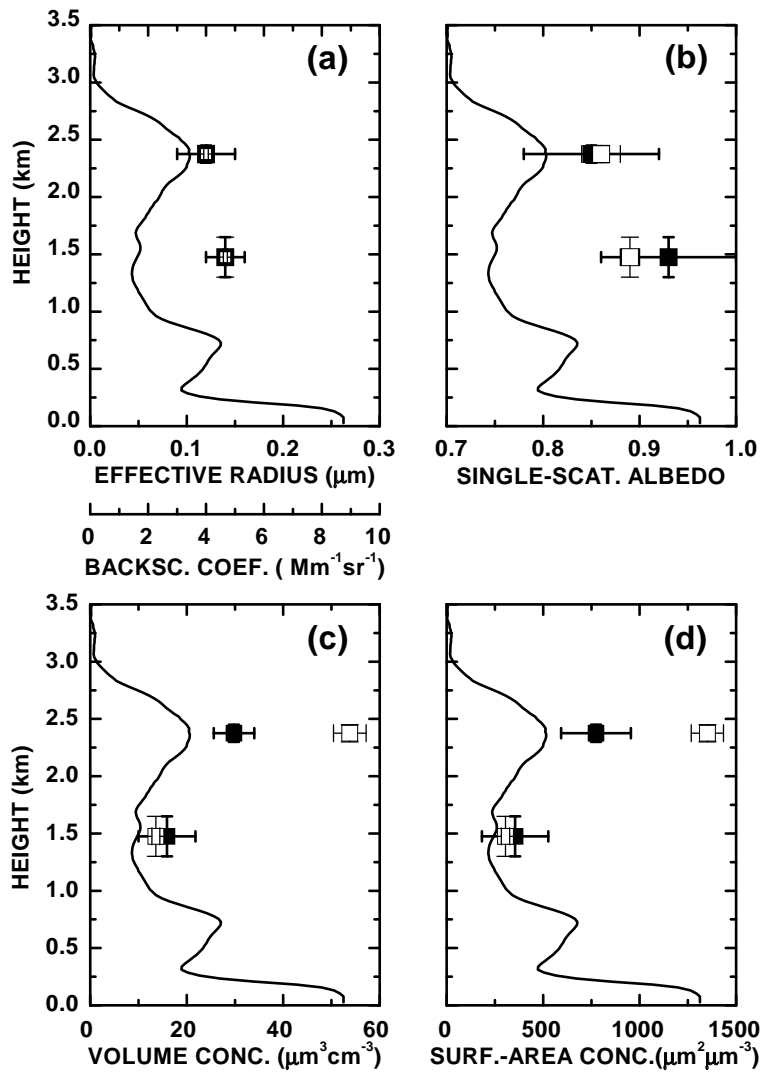 3.5
3.0
2.5
2.0
1.5
1.0
0.5
0.0
HEIGHT (km)
(a)
0.0 0.1 0.2 0.3
EFFECTIVE RADIUS (μm)
(b)
0.7 0.8 0.9 1.0
SINGLE-SCAT. ALBEDO
0 2 4 6 8 10
BACKSC. COEF. ( Mm⁻¹sr⁻¹)
3.5
3.0
2.5
2.0
1.5
1.0
0.5
0.0
HEIGHT (km)
(c)
0 20 40 60
VOLUME CONC. (μm³cm⁻³)
(d)
0 500 1000 1500
SURF.-AREA CONC.(μm²μm⁻³)